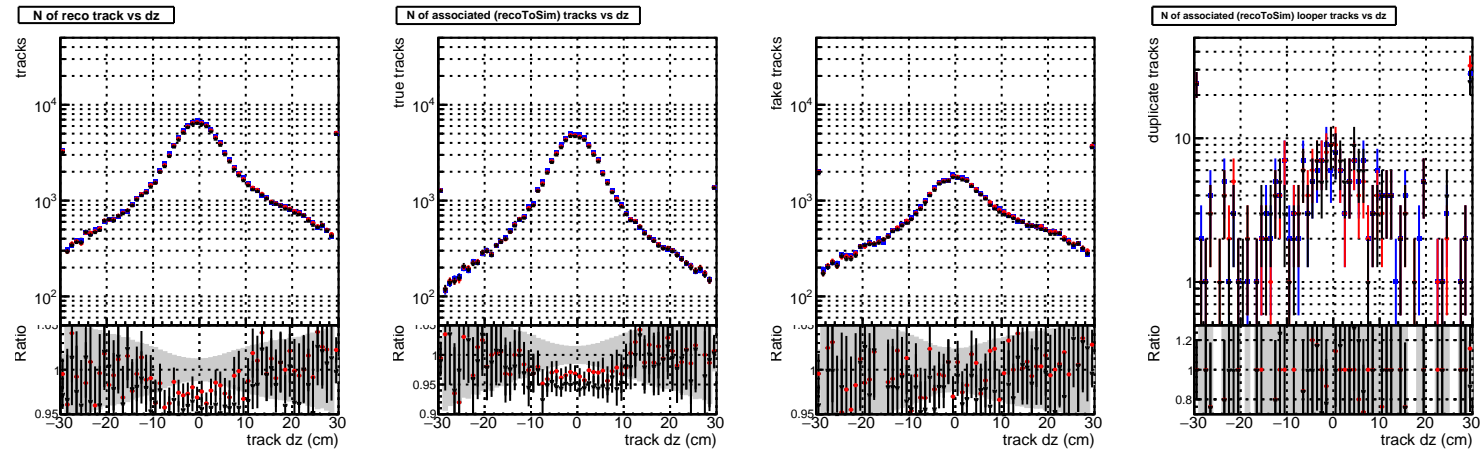 N of reco track vs dz
tracks
10^4
10^3
10^2
Ratio
1
0.95
−30 −20 −10 0 10 20 30
track dz (cm)
N of associated (recoToSim) tracks vs dz
true tracks
10^4
10^3
10^2
Ratio
1
0.95
−30 −20 −10 0 10 20 30
track dz (cm)
fake tracks
10^4
10^3
10^2
Ratio
1
0.95
−30 −20 −10 0 10 20 30
track dz (cm)
N of associated (recoToSim) looper tracks vs dz
duplicate tracks
10
1
Ratio
1.2
1
0.8
−30 −20 −10 0 10 20 30
track dz (cm)